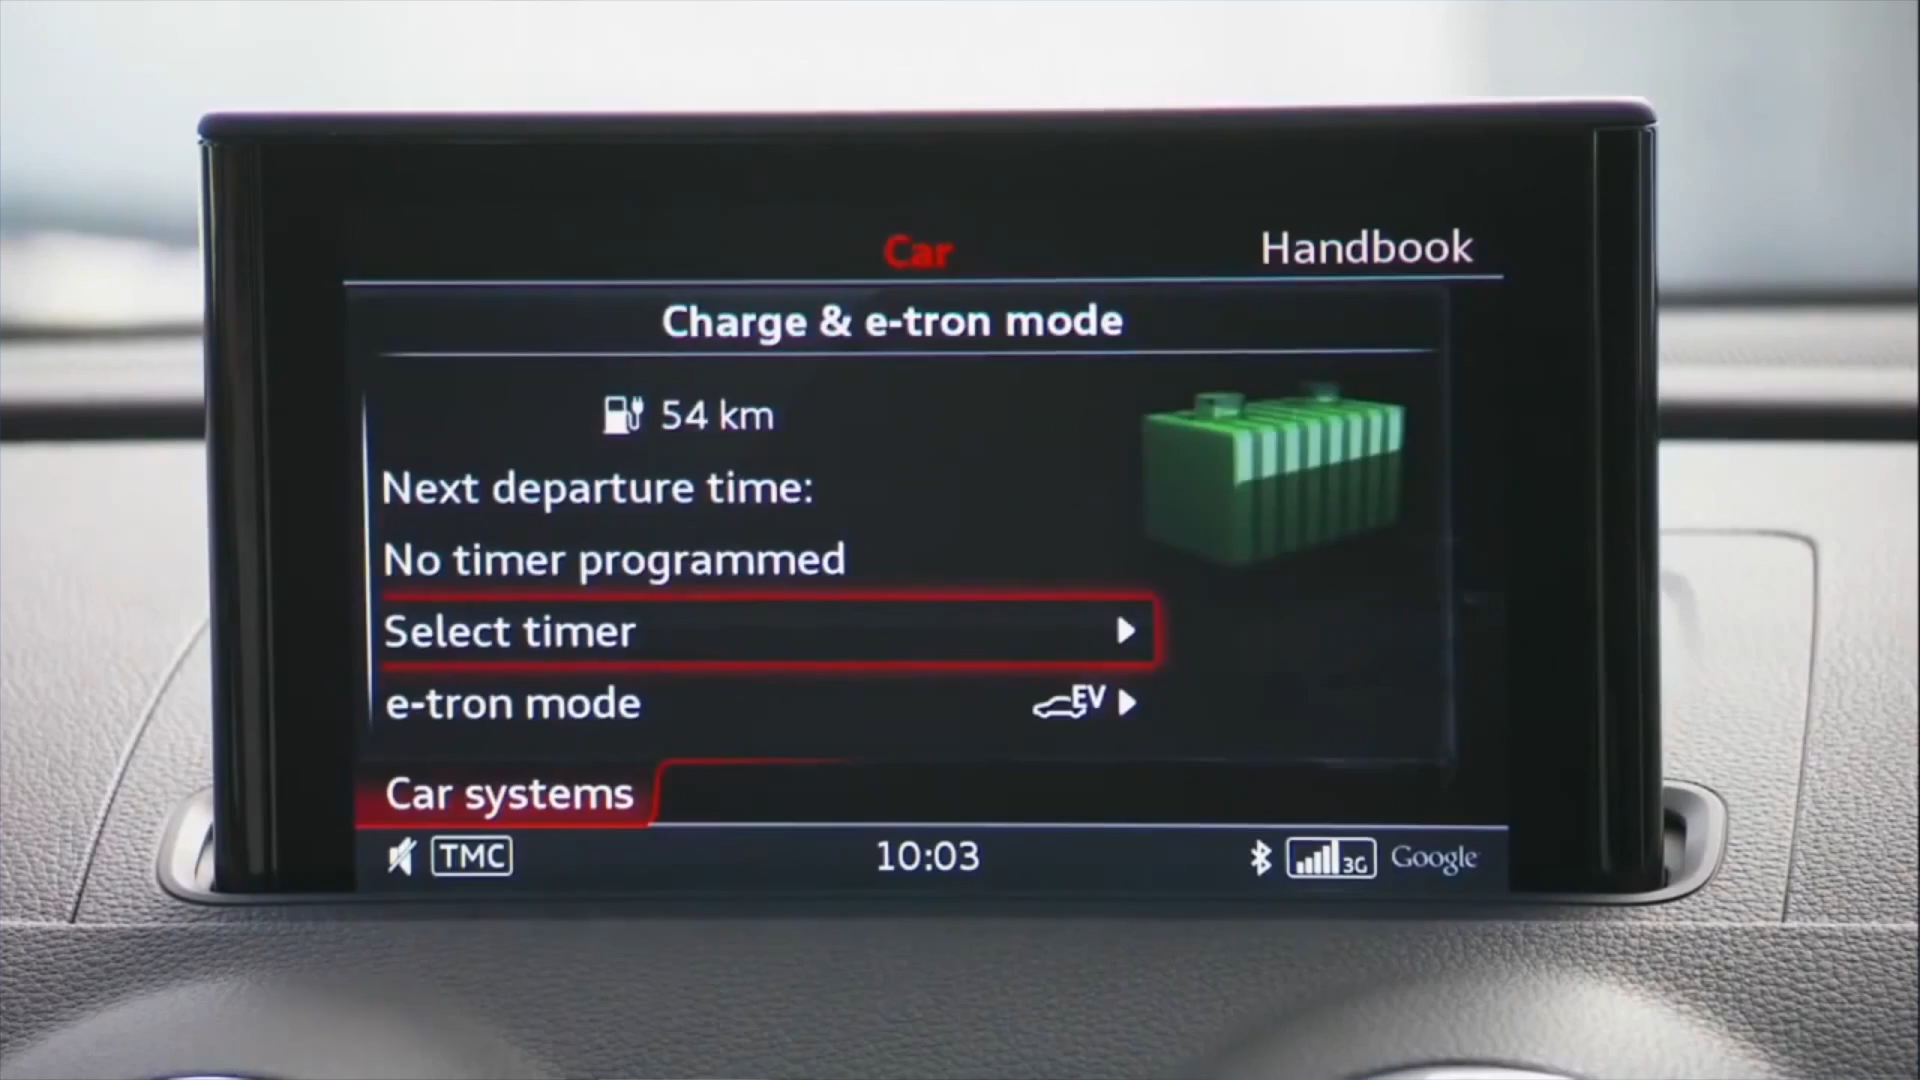 Car
Handbook
Charge & e-tron mode
54 km
Next departure time:
No timer programmed
Select timer
e-tron mode EV
Car systems
TMC 10:03 3G Google